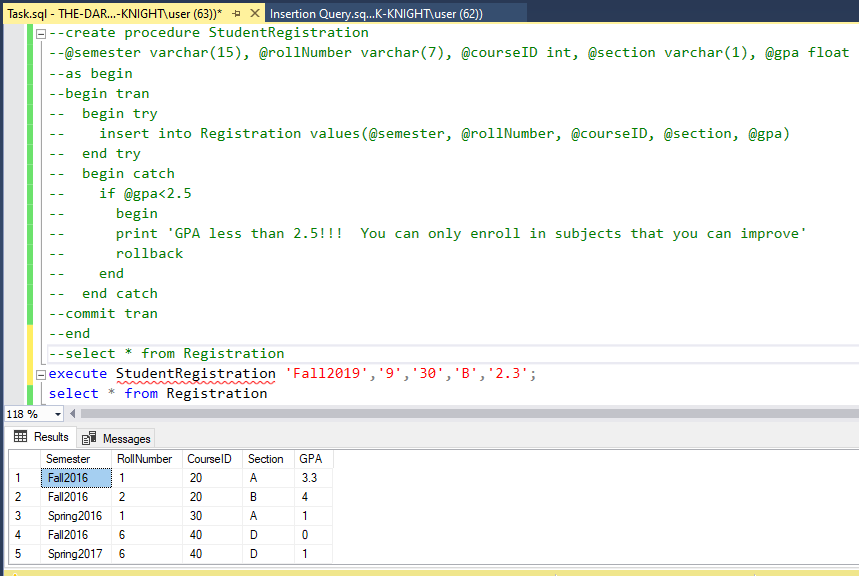 Task.sql - THE-DAR...-KNIGHT\user (63))* Insertion Query.sq...K-KNIGHT\user (62))
--create procedure StudentRegistration
--@semester varchar(15), @rollNumber varchar(7), @courseID int, @section varchar(1), @gpa float
--as begin
--begin tran
-- begin try
-- insert into Registration values(@semester, @rollNumber, @courseID, @section, @gpa)
-- end try
-- begin catch
-- if @gpa<2.5
-- begin
-- print 'GPA less than 2.5!!!  You can only enroll in subjects that you can improve'
-- rollback
-- end
-- end catch
--commit tran
--end
--select * from Registration
execute StudentRegistration 'Fall2019','9','30','B','2.3';
select * from Registration
118 %
Results Messages
Semester RollNumber CourseID Section GPA
1 Fall2016 1 20 A 3.3
2 Fall2016 2 20 B 4
3 Spring2016 1 30 A 1
4 Fall2016 6 40 D 0
5 Spring2017 6 40 D 1